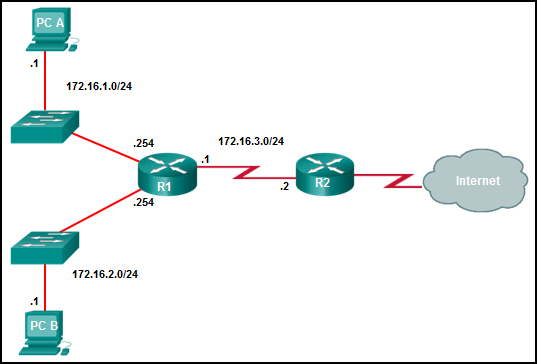 PC A
.1
172.16.1.0/24
.254
172.16.3.0/24
.1
R1
.2
R2
Internet
.254
172.16.2.0/24
.1
PC B